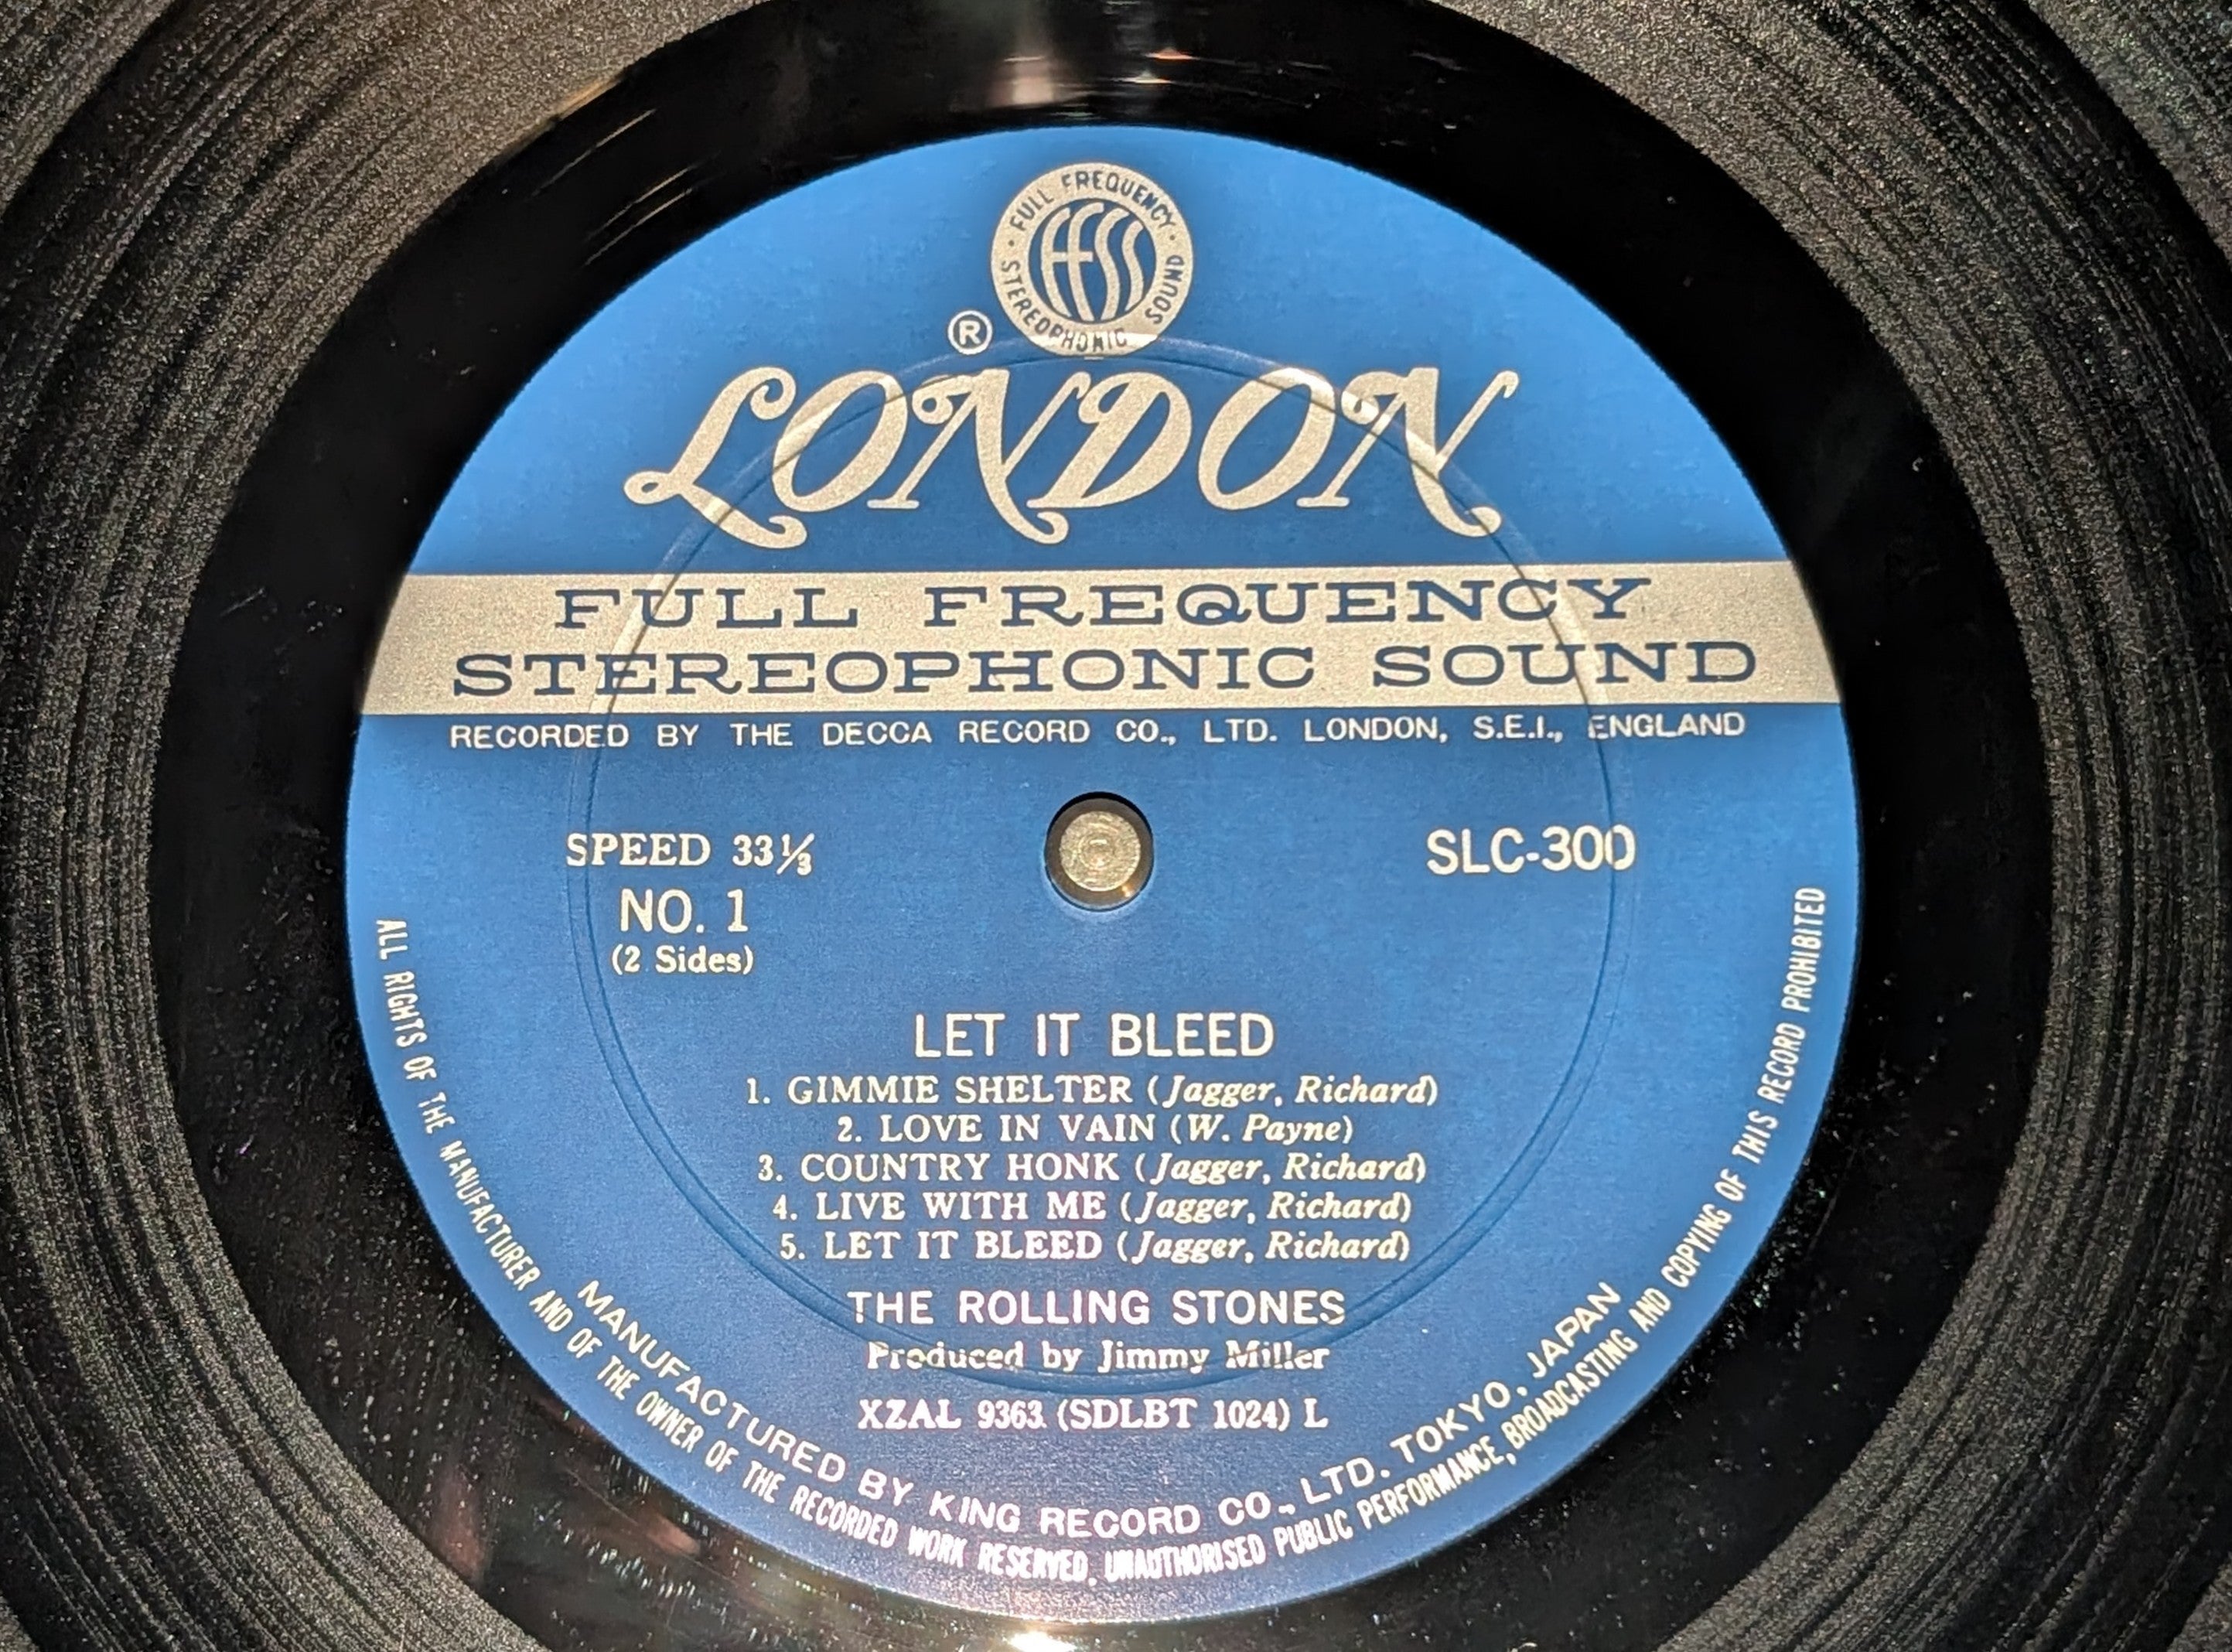 FULL FREQUENCY
STEREOPHONIC SOUND
FFSS
®
LONDON
FULL FREQUENCY
STEREOPHONIC SOUND
RECORDED BY THE DECCA RECORD CO., LTD. LONDON, S.E.I., ENGLAND
SPEED 33⅓
SLC-300
NO. 1
(2 Sides)
LET IT BLEED
1. GIMMIE SHELTER (Jagger, Richard)
2. LOVE IN VAIN (W. Payne)
3. COUNTRY HONK (Jagger, Richard)
4. LIVE WITH ME (Jagger, Richard)
5. LET IT BLEED (Jagger, Richard)
THE ROLLING STONES
Produced by Jimmy Miller
XZAL 9363 (SDLBT 1024) L
MANUFACTURED BY KING RECORD CO., LTD. TOKYO, JAPAN
ALL RIGHTS OF THE MANUFACTURER AND OF THE OWNER OF THE RECORDED WORK RESERVED. UNAUTHORISED PUBLIC PERFORMANCE, BROADCASTING AND COPYING OF THIS RECORD PROHIBITED